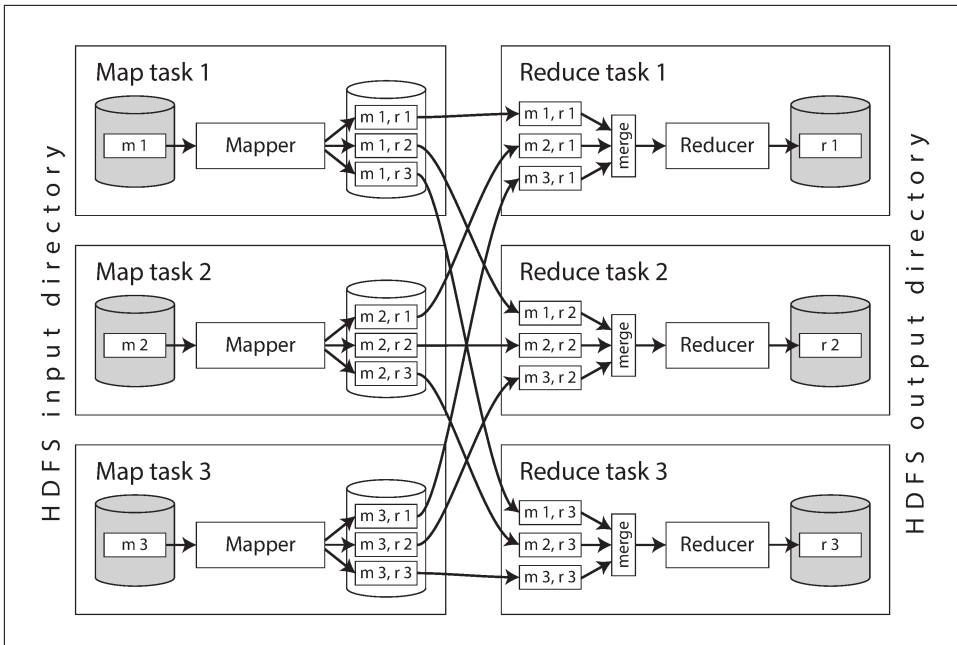 HDFS input directory
Map task 1
m 1
Mapper
m 1, r 1
m 1, r 2
m 1, r 3
Reduce task 1
m 1, r 1
m 2, r 1
m 3, r 1
merge
Reducer
r 1
Map task 2
m 2
Mapper
m 2, r 1
m 2, r 2
m 2, r 3
Reduce task 2
m 1, r 2
m 2, r 2
m 3, r 2
merge
Reducer
r 2
Map task 3
m 3
Mapper
m 3, r 1
m 3, r 2
m 3, r 3
Reduce task 3
m 1, r 3
m 2, r 3
m 3, r 3
merge
Reducer
r 3
HDFS output directory